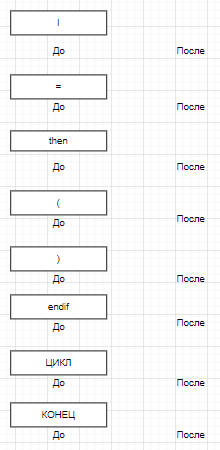 I
До После
=
До После
then
До После
(
До После
)
До После
endif
До После
ЦИКЛ
До После
КОНЕЦ
До После